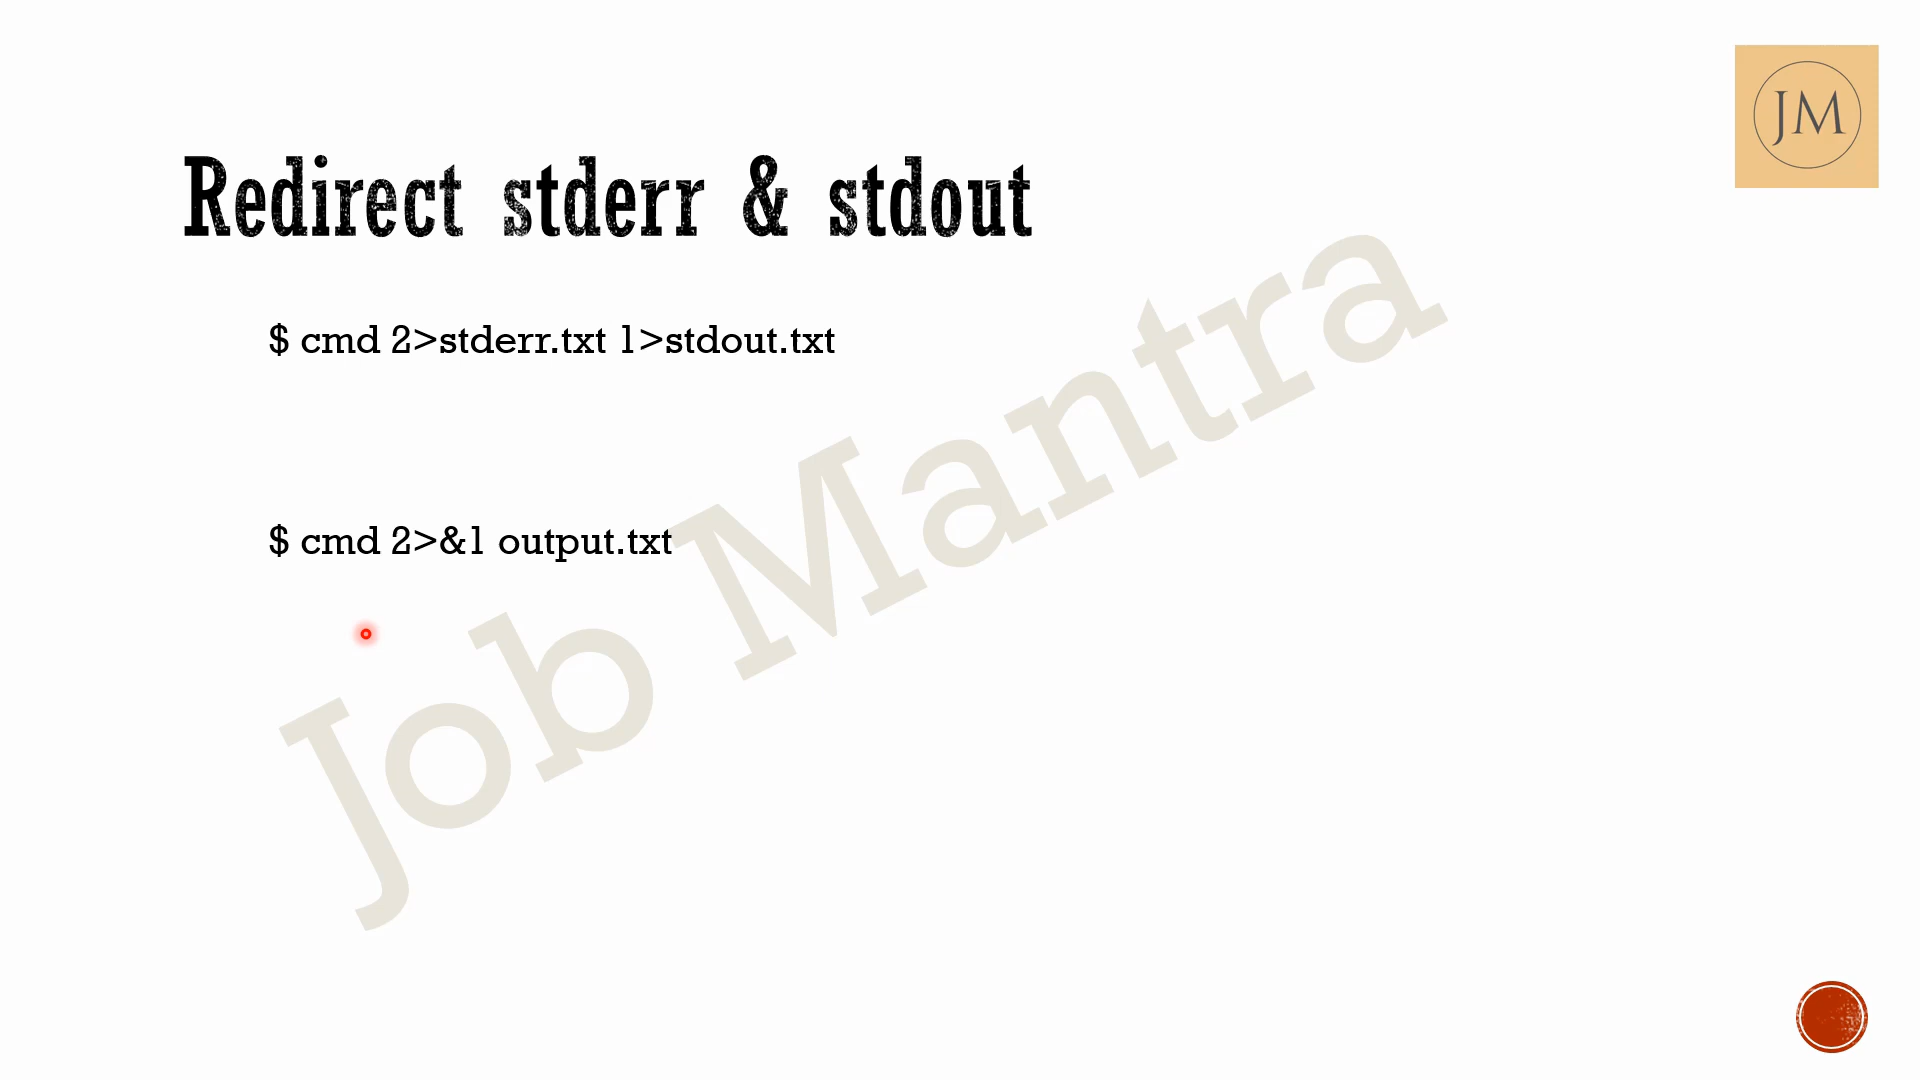 JM
Redirect stderr & stdout
$ cmd 2>stderr.txt 1>stdout.txt
$ cmd 2>&1 output.txt
Job Mantra